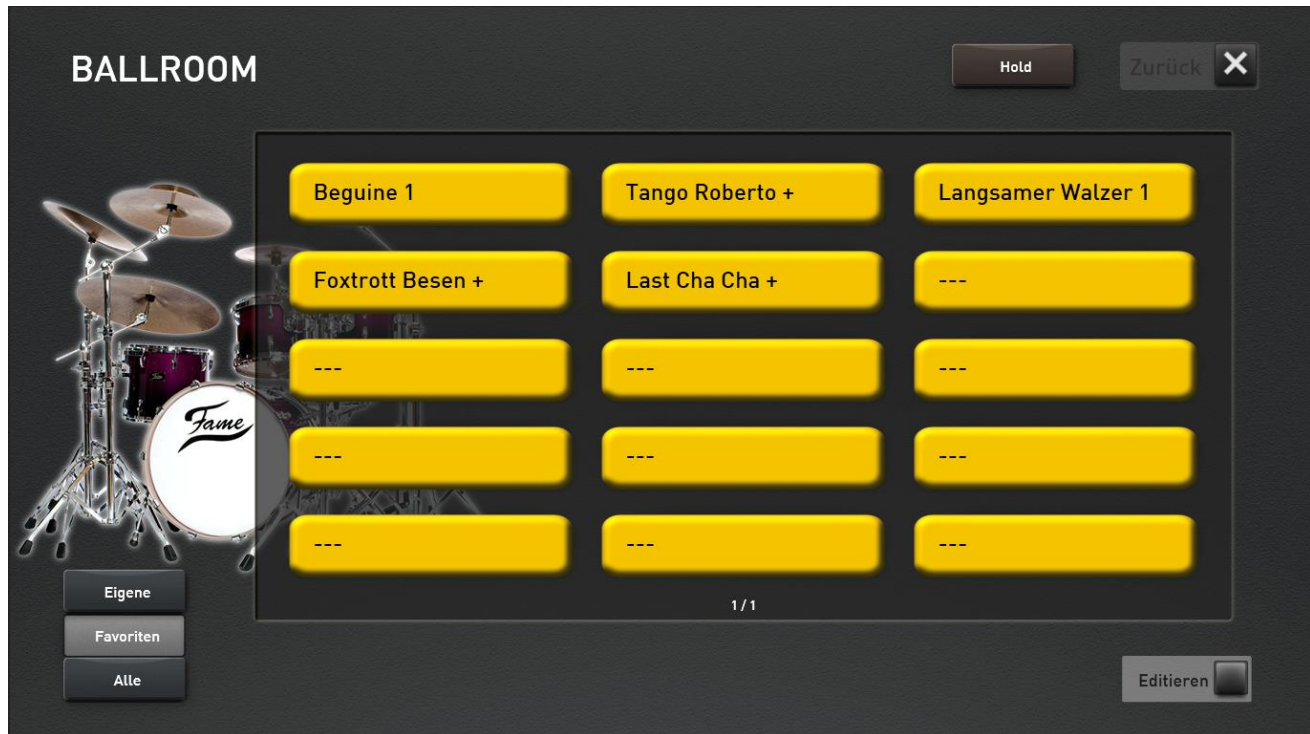 BALLROOM
Hold
Zurück
Beguine 1
Tango Roberto +
Langsamer Walzer 1
Foxtrott Besen +
Last Cha Cha +
---
---
---
---
---
---
---
---
---
---
Fame
Eigene
Favoriten
Alle
1 / 1
Editieren